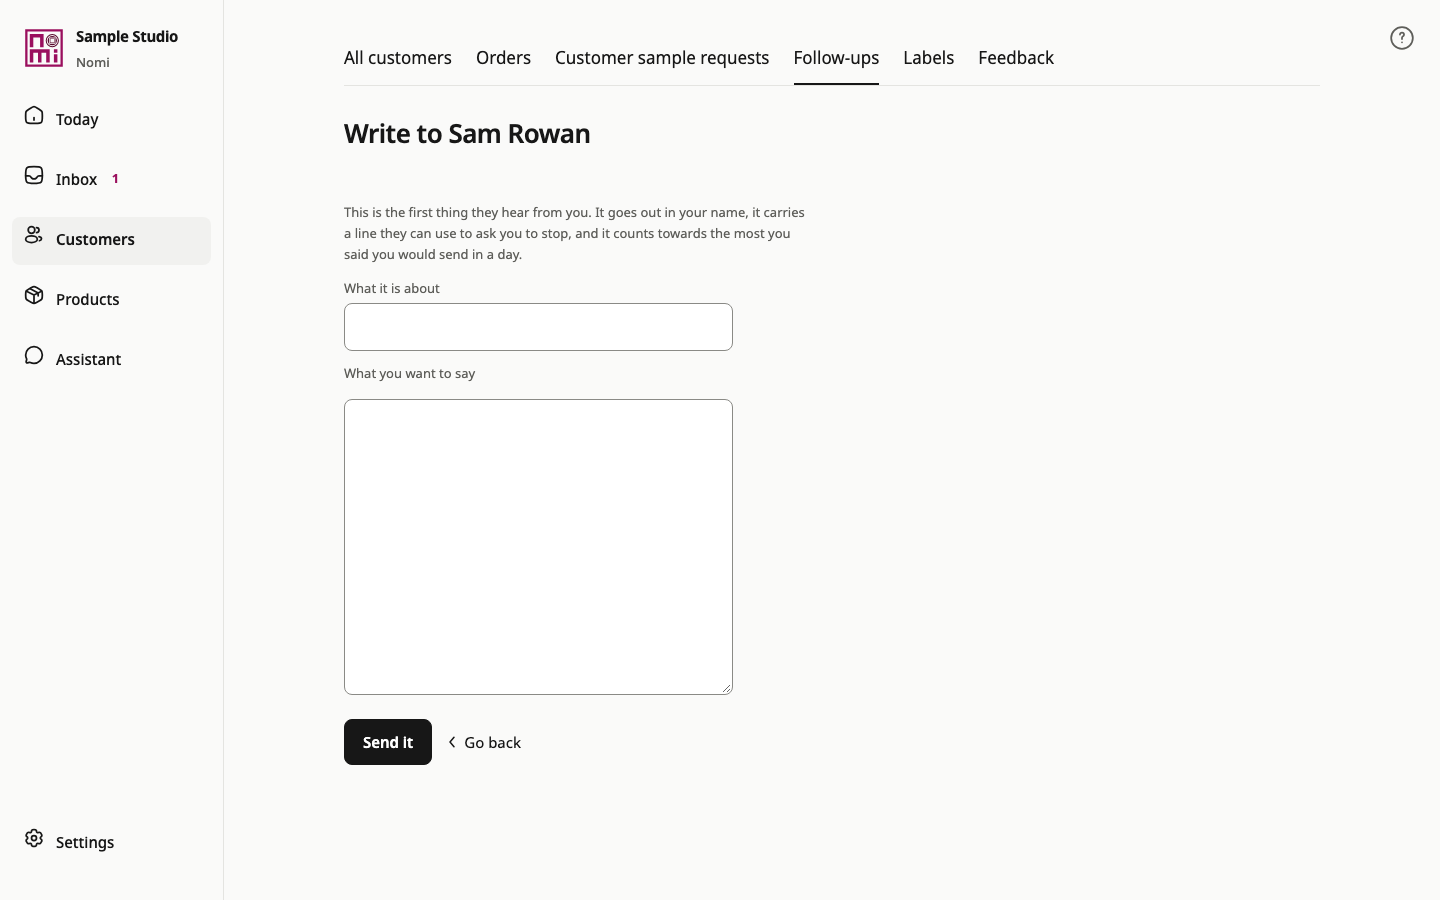 Sample Studio
Nomi
Today
Inbox 1
Customers
Products
Assistant
Settings
All customers Orders Customer sample requests Follow-ups Labels Feedback
Write to Sam Rowan
This is the first thing they hear from you. It goes out in your name, it carries
a line they can use to ask you to stop, and it counts towards the most you
said you would send in a day.
What it is about
What you want to say
Send it Go back